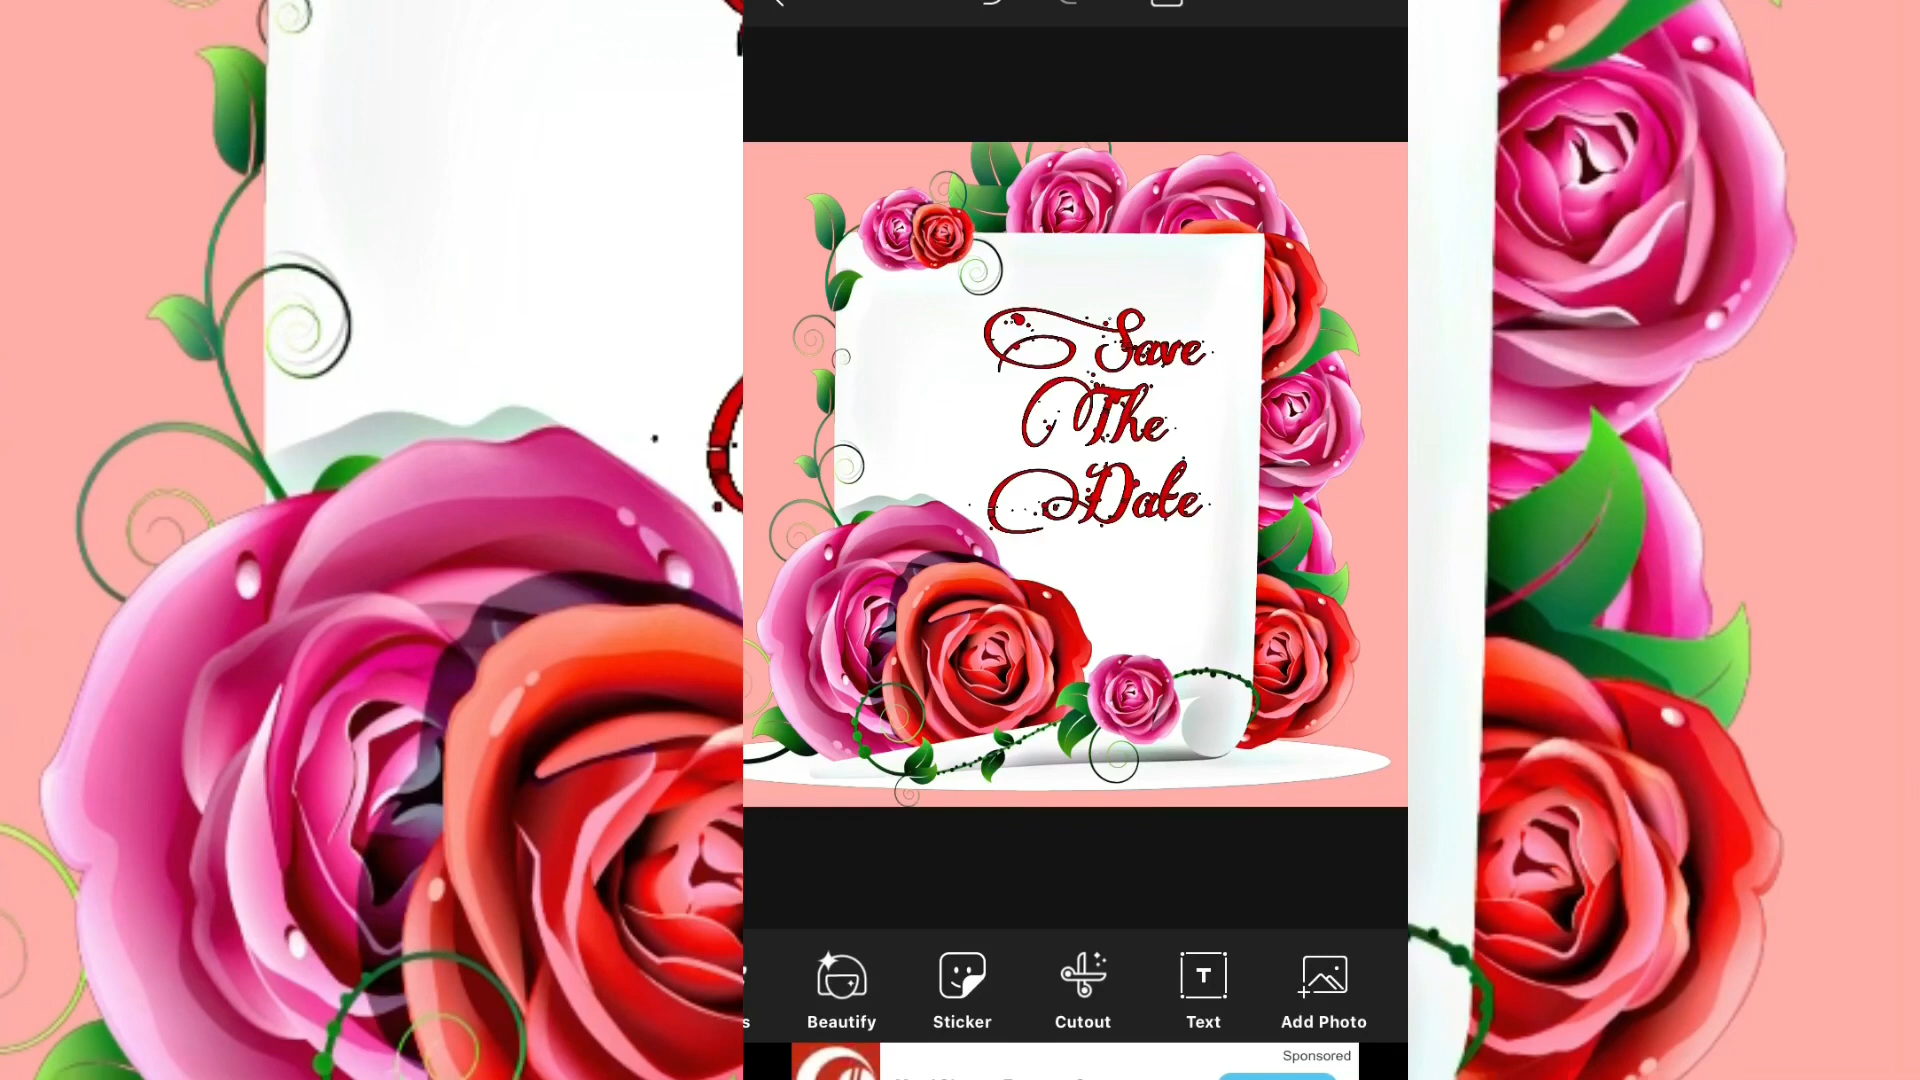 Save
The
Date
s Beautify Sticker Cutout Text Add Photo
Sponsored